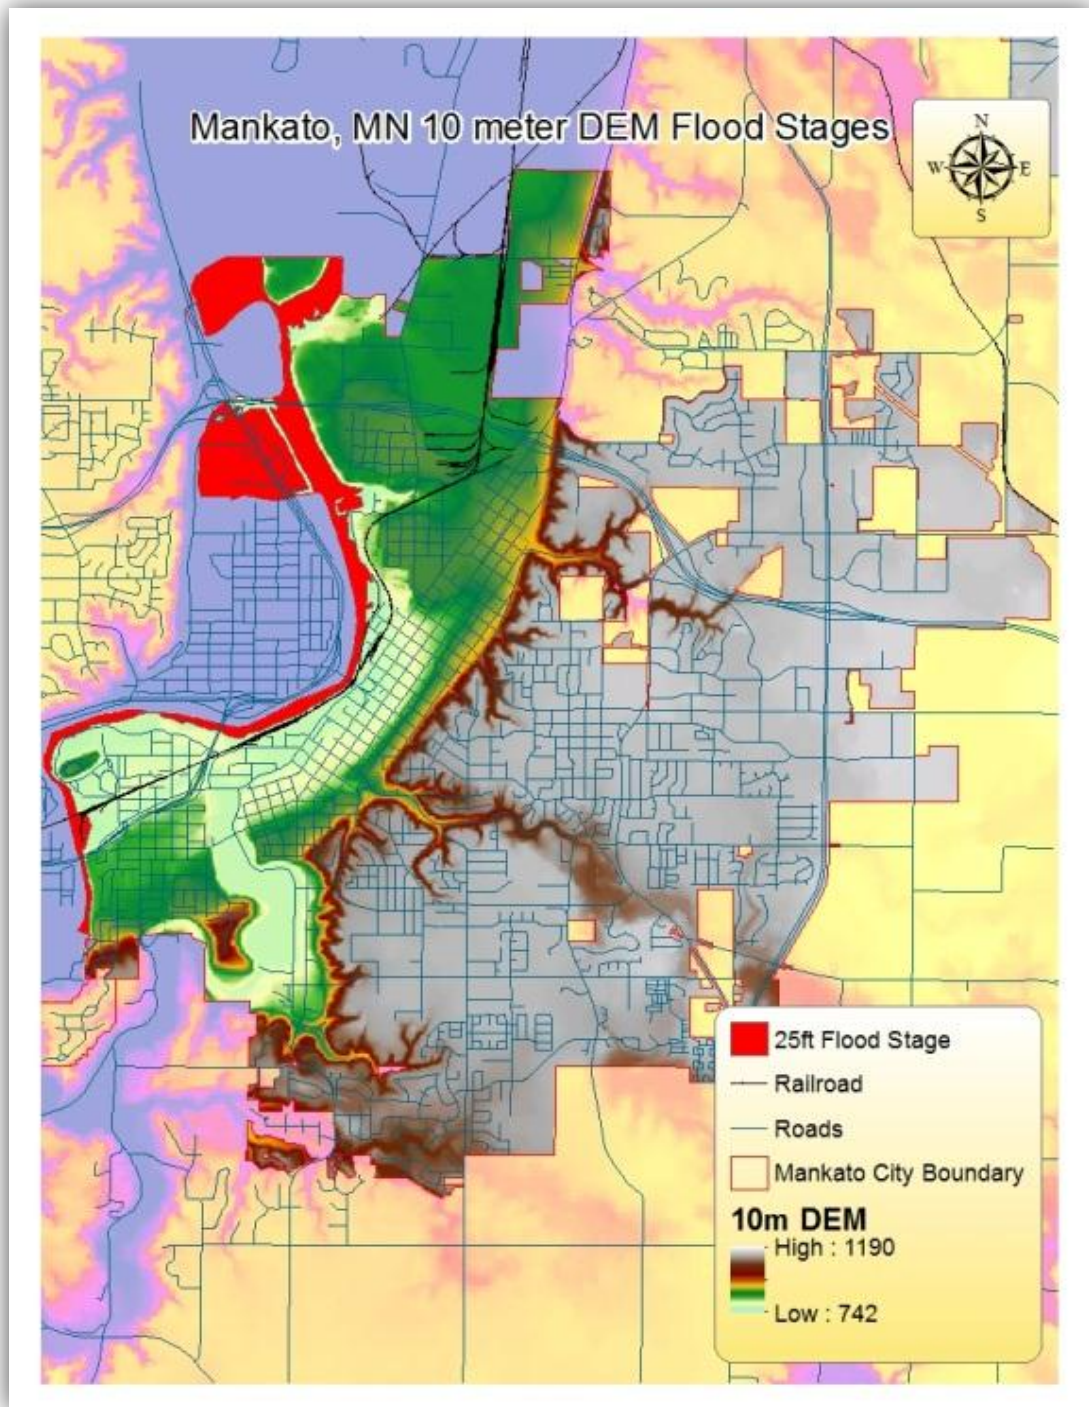 Mankato, MN 10 meter DEM Flood Stages
N
W E
S
25ft Flood Stage
Railroad
Roads
Mankato City Boundary
10m DEM
High : 1190
Low : 742